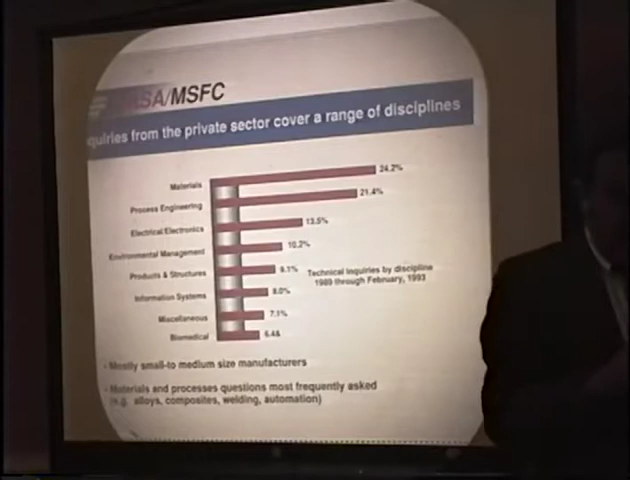 NASA/MSFC
quiries from the private sector cover a range of disciplines
Materials 24.2%
Process Engineering 21.4%
Electrical/Electronics 13.5%
Environmental Management 10.2%
Products & Structures 9.1%
Information Systems 8.0%
Miscellaneous 7.1%
Biomedical 6.4&
Technical Inquiries by discipline
1989 through February, 1993
- Mostly small-to medium size manufacturers
- Materials and processes questions most frequently asked
(e.g. alloys, composites, welding, automation)